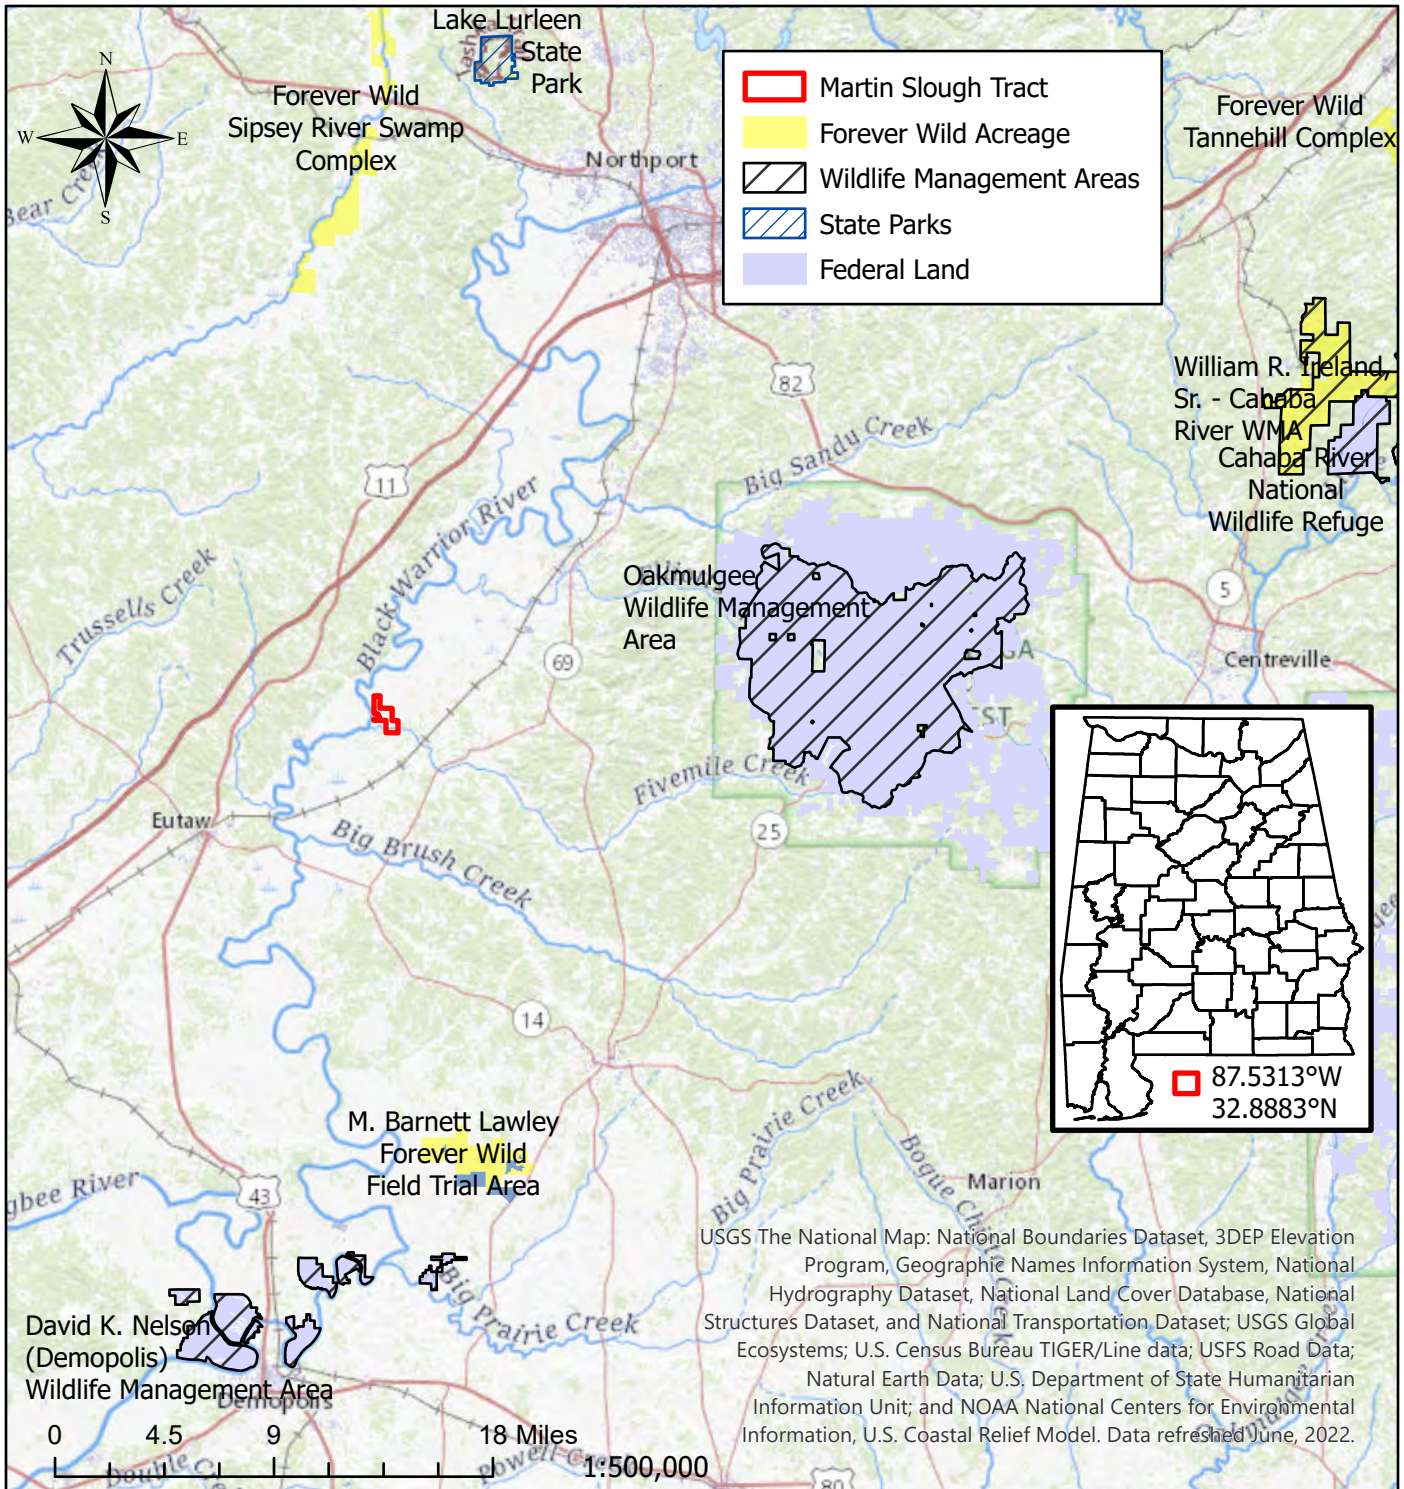 Lake Lurleen
State
Park
N
W
E
S
Forever Wild
Sipsey River Swamp
Complex
Bear Creek
Northport
Martin Slough Tract
Forever Wild Acreage
Wildlife Management Areas
State Parks
Federal Land
Forever Wild
Tannehill Complex
82
William R. Ireland,
Sr. - Cahaba
River WMA
Cahaba River
National
Wildlife Refuge
Big Sandy Creek
11
Black Warrior River
Trussells Creek
Oakmulgee
Wildlife Management
Area
5
69
Centreville
Fivemile Creek
25
Eutaw
Big Brush Creek
14
87.5313°W
32.8883°N
M. Barnett Lawley
Forever Wild
Field Trial Area
Big Prairie Creek
Bogue Chitto Creek
Marion
gbee River
43
Big Prairie Creek
David K. Nelson
(Demopolis)
Wildlife Management Area
Demopolis
USGS The National Map: National Boundaries Dataset, 3DEP Elevation
Program, Geographic Names Information System, National
Hydrography Dataset, National Land Cover Database, National
Structures Dataset, and National Transportation Dataset; USGS Global
Ecosystems; U.S. Census Bureau TIGER/Line data; USFS Road Data;
Natural Earth Data; U.S. Department of State Humanitarian
Information Unit; and NOAA National Centers for Environmental
Information, U.S. Coastal Relief Model. Data refreshed June, 2022.
0 4.5 9 18 Miles
1:500,000
Powell Creek
80